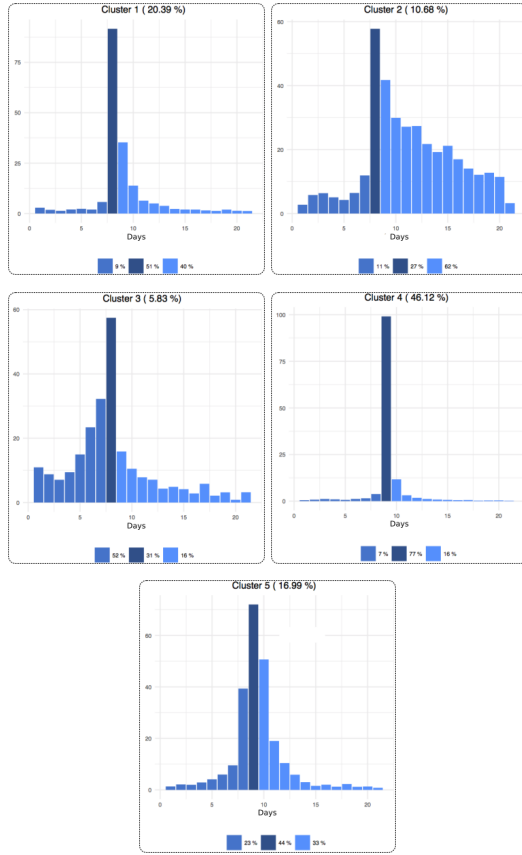 Cluster 1 ( 20.39 %)
75
50
25
0
0 5 10 15 20
Days
9 % 51 % 40 %
Cluster 2 ( 10.68 %)
60
40
20
0
0 5 10 15 20
Days
11 % 27 % 62 %
Cluster 3 ( 5.83 %)
60
40
20
0
0 5 10 15 20
Days
52 % 31 % 16 %
Cluster 4 ( 46.12 %)
100
75
50
25
0
0 5 10 15 20
Days
7 % 77 % 16 %
Cluster 5 ( 16.99 %)
60
40
20
0
0 5 10 15 20
Days
23 % 44 % 33 %